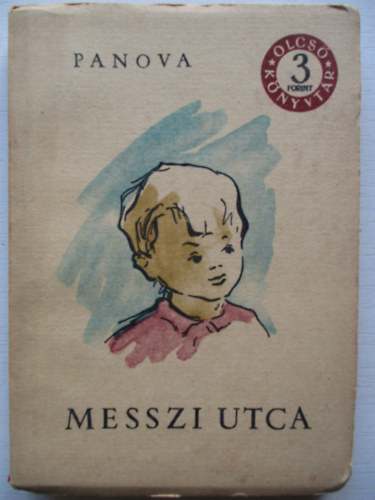 PANOVA
OLCSÓ
3
FORINT
KÖNYVTÁR
MESSZI UTCA